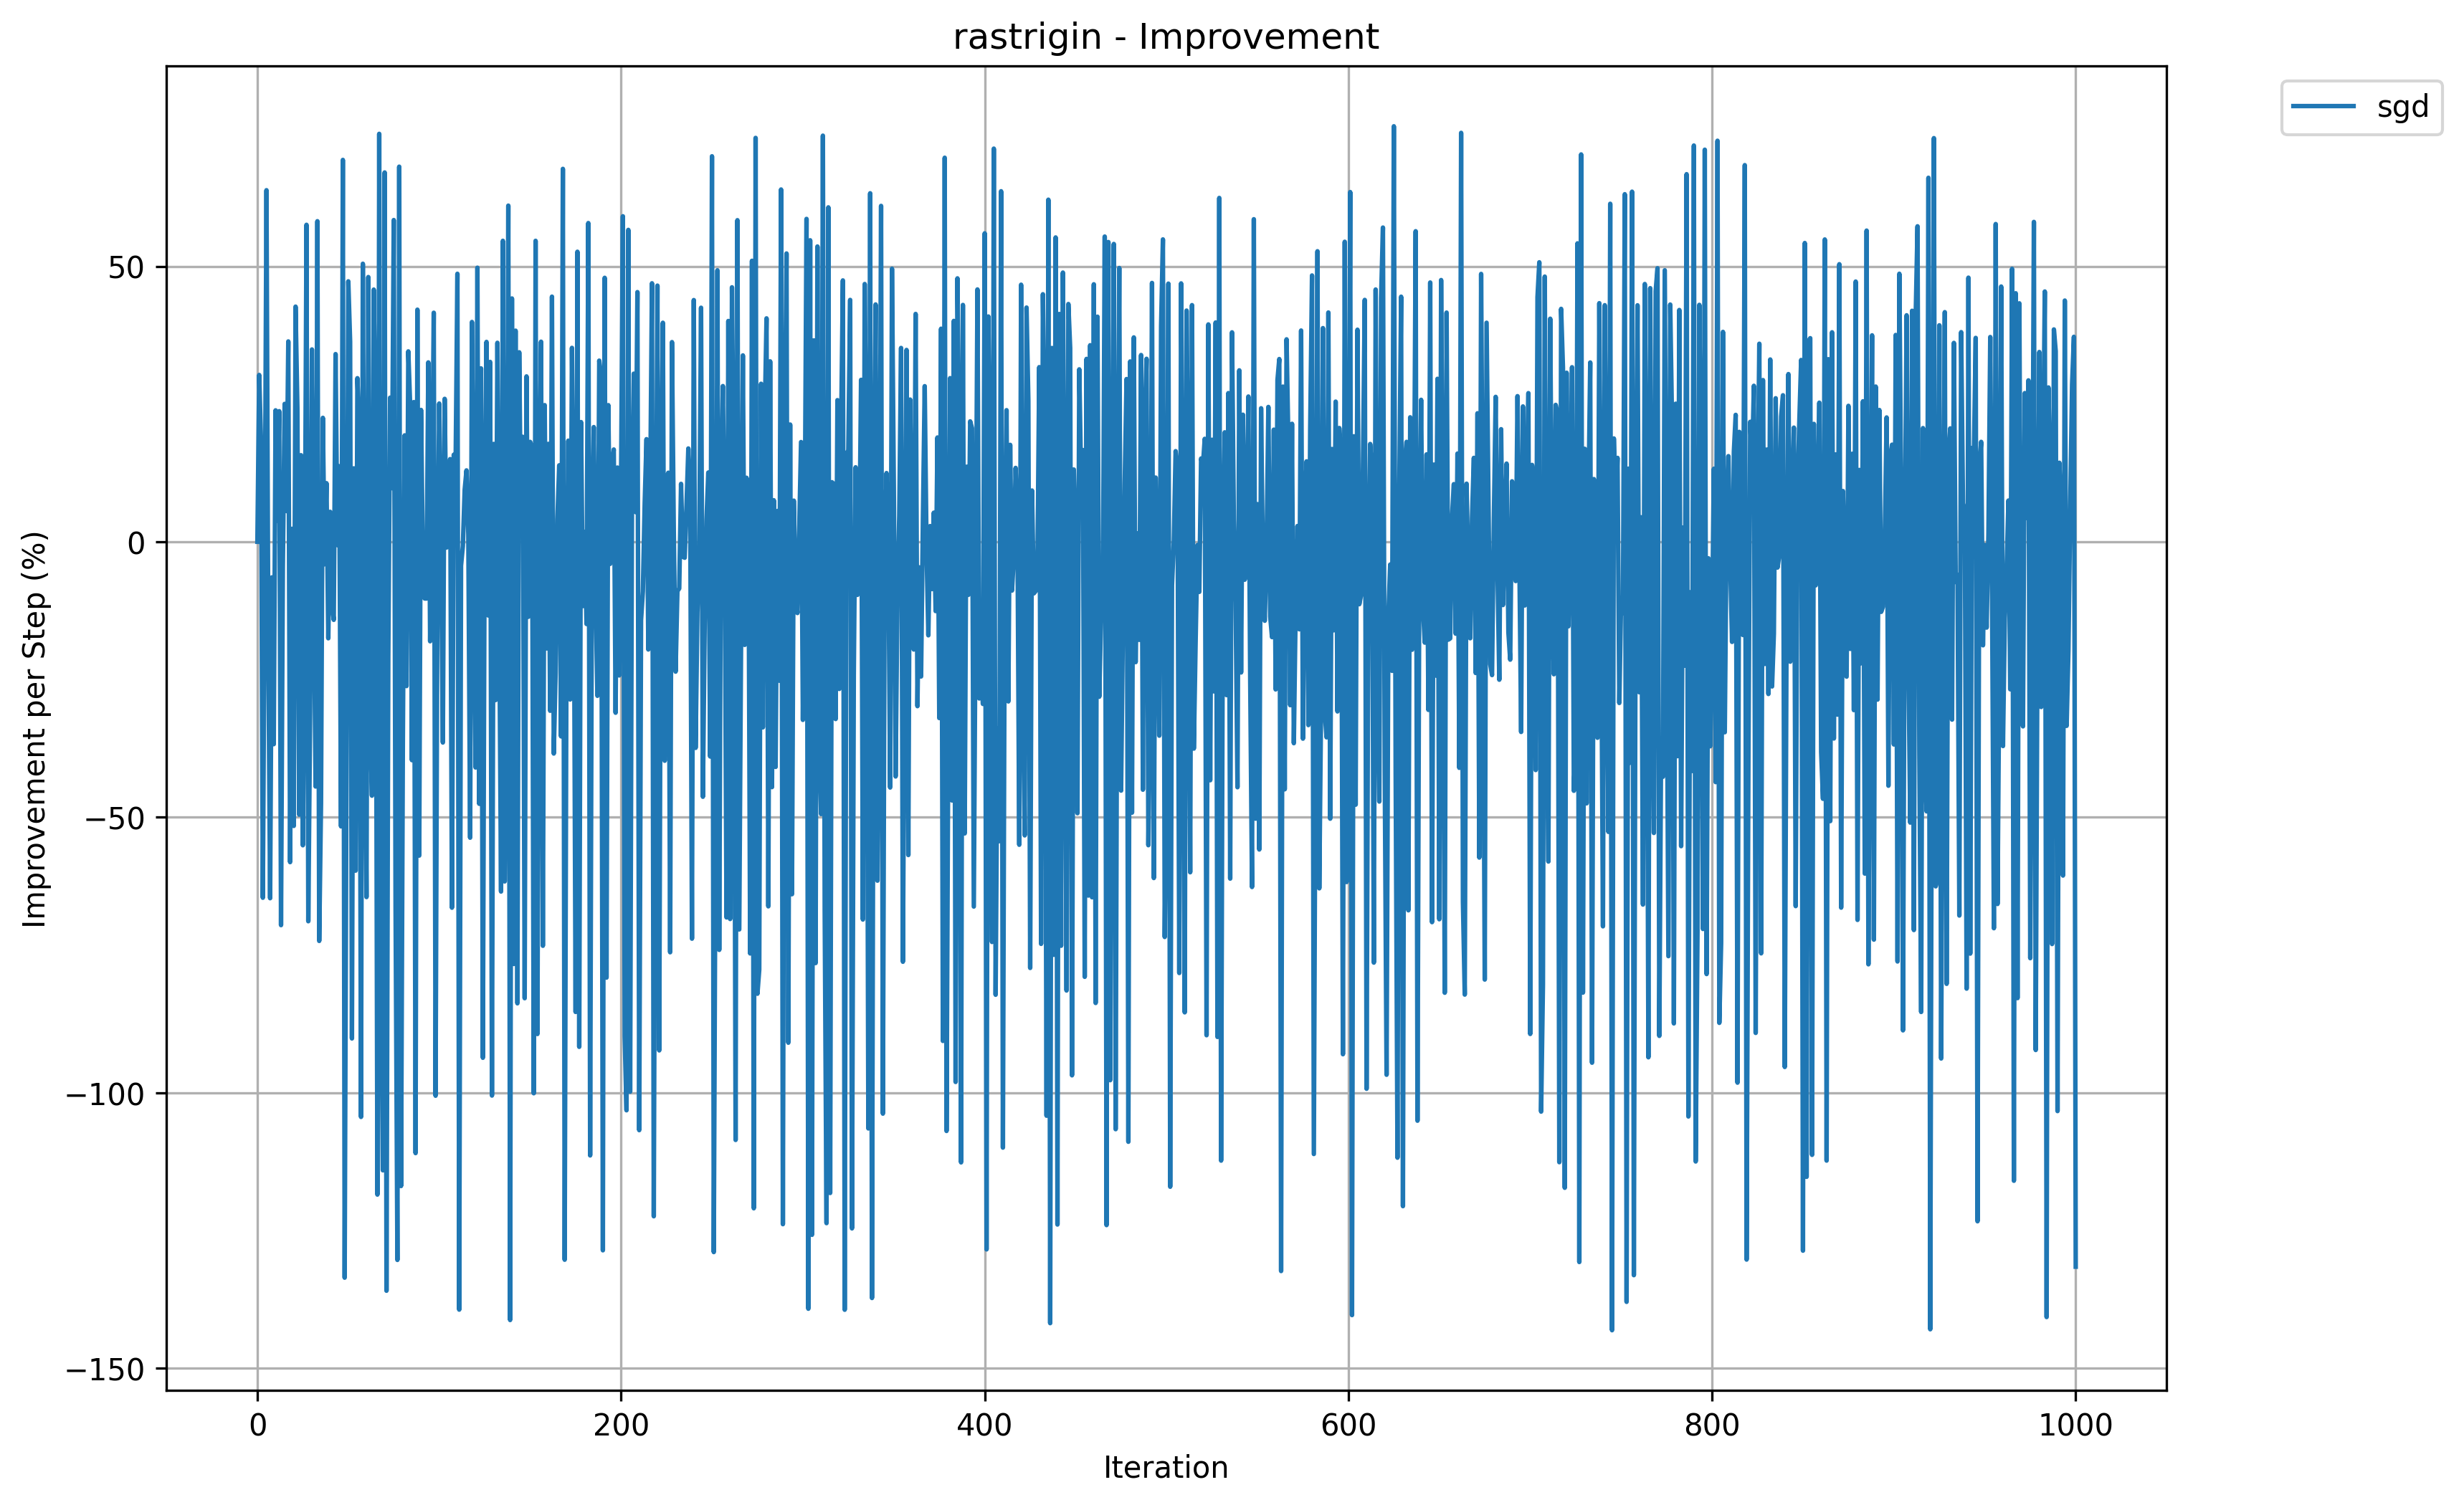 rastrigin - Improvement
sgd
Improvement per Step (%)
50
0
−50
−100
−150
0 200 400 600 800 1000
Iteration